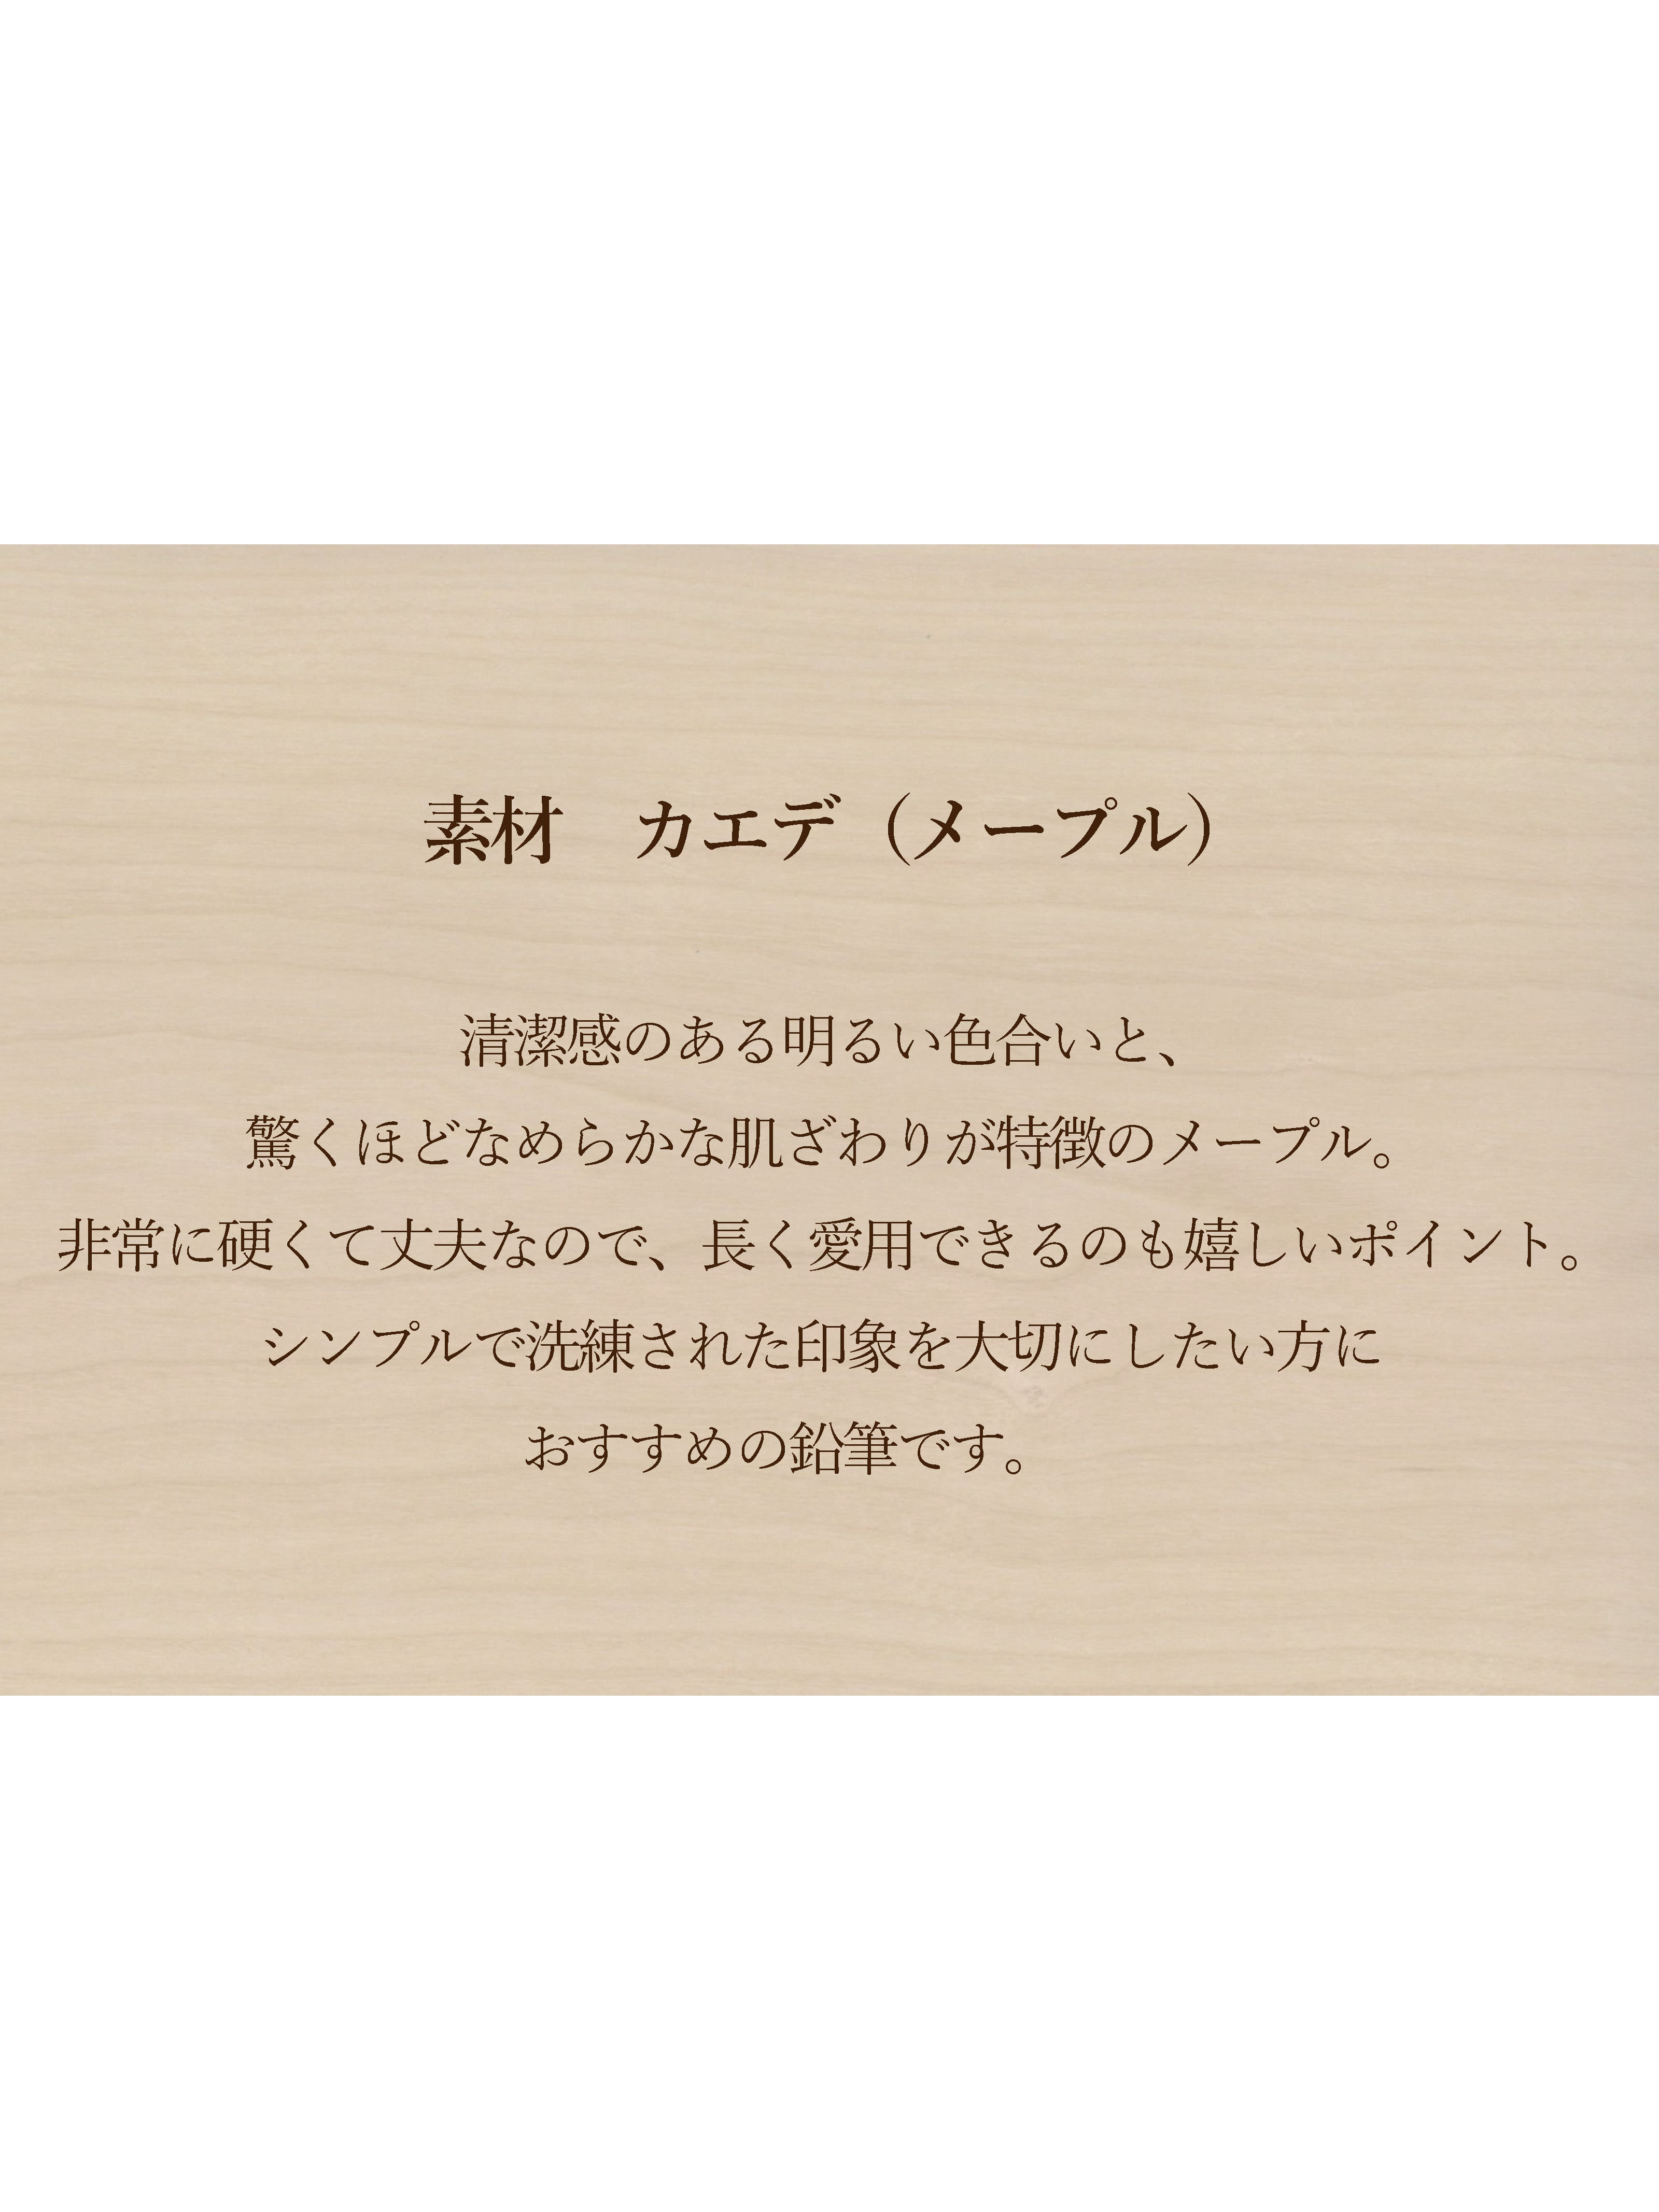 素材　カエデ（メープル）
清潔感のある明るい色合いと、
驚くほどなめらかな肌ざわりが特徴のメープル。
非常に硬くて丈夫なので、長く愛用できるのも嬉しいポイント。
シンプルで洗練された印象を大切にしたい方に
おすすめの鉛筆です。